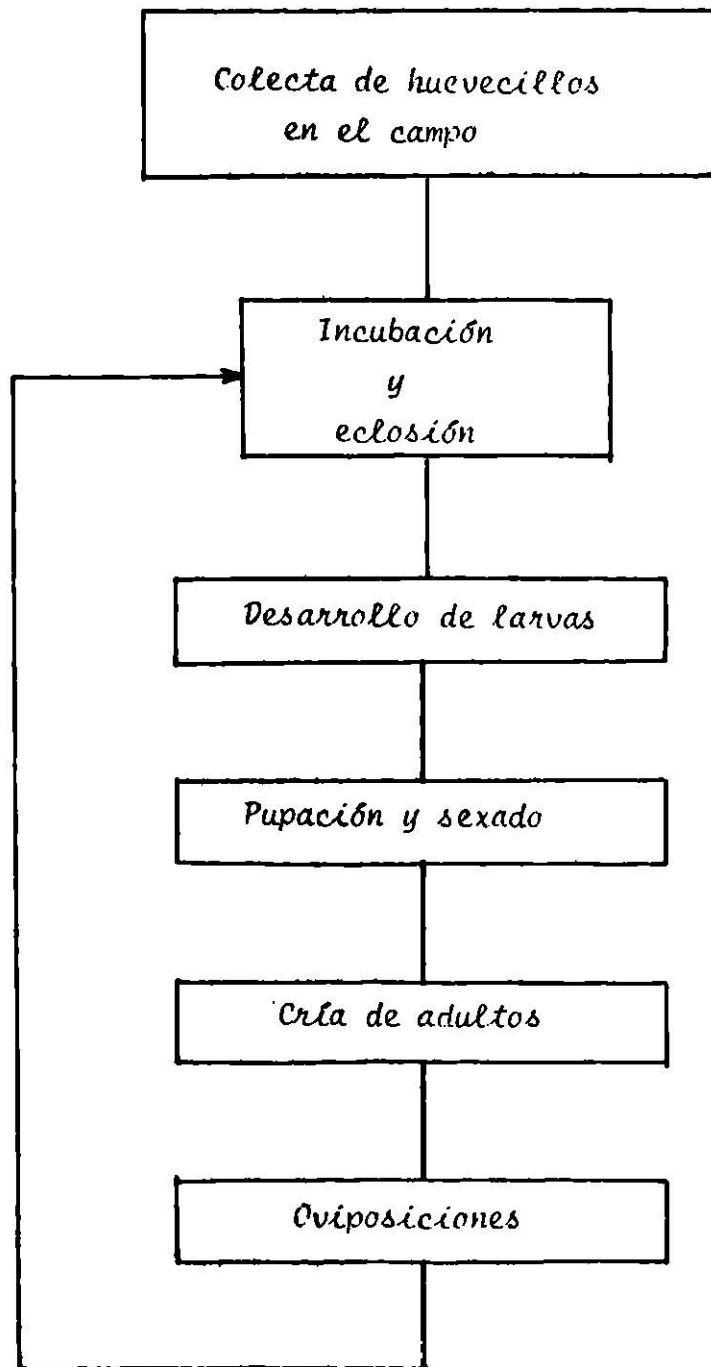 Colecta de huevecillos
en el campo
Incubación
y
eclosión
Desarrollo de larvas
Pupación y sexado
Cría de adultos
Oviposiciones